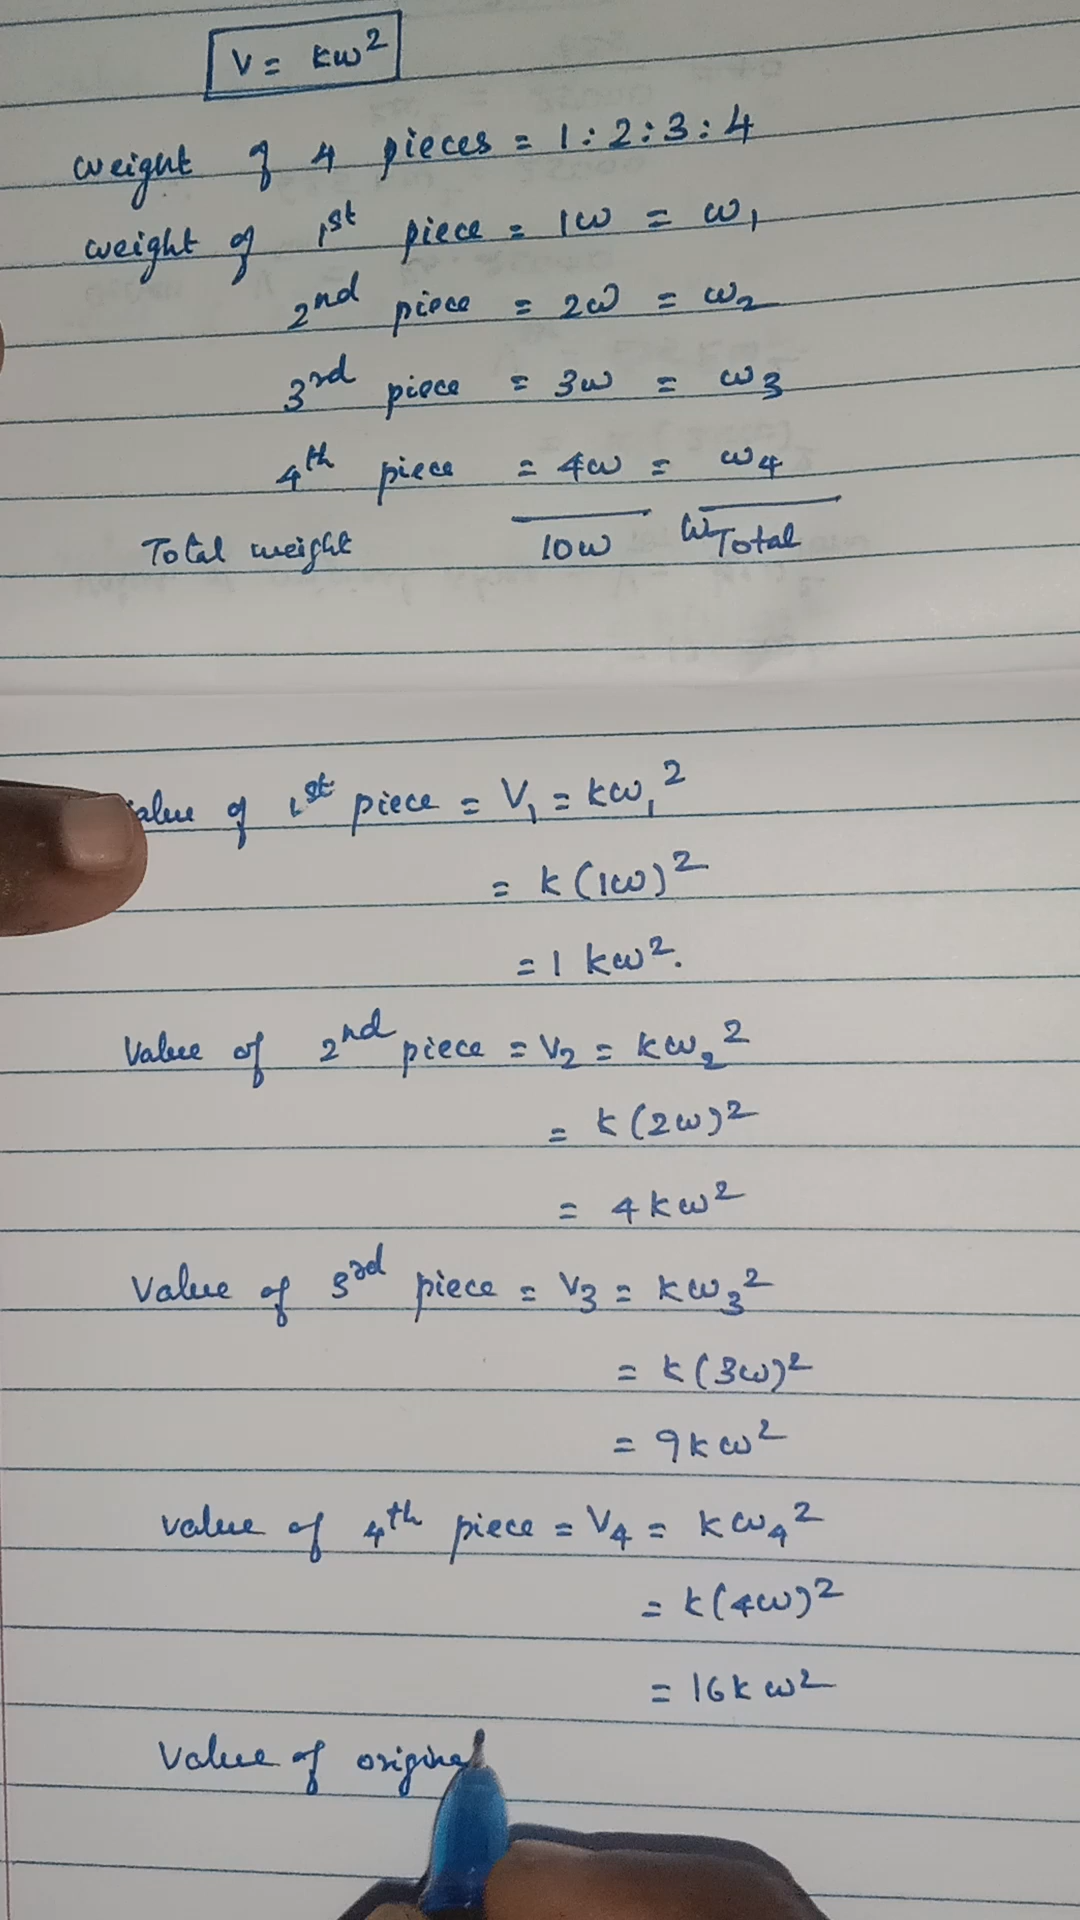 V = kw²
weight of 4 pieces = 1 : 2 : 3 : 4
weight of 1st piece = 1w = w₁
2nd piece = 2w = w₂
3rd piece = 3w = w₃
4th piece = 4w = w₄
Total weight 10w WTotal
alue of 1st piece = V₁ = kw₁²
= k(1w)²
= 1 kw².
Value of 2nd piece = V₂ = kw₂²
= k(2w)²
= 4kw²
Value of 3rd piece = V₃ = kw₃²
= k(3w)²
= 9kw²
value of 4th piece = V₄ = kw₄²
= k(4w)²
= 16kw²
Value of original